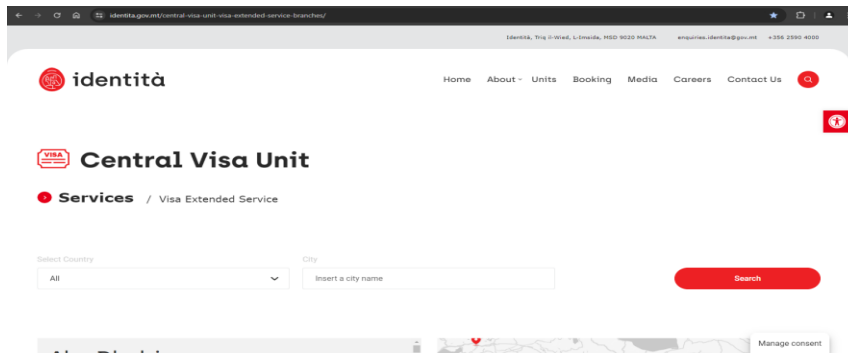 identita.gov.mt/central-visa-unit-visa-extended-service-branches/
Identità, Triq il-Wied, L-Imsida, MSD 9020 MALTA enquiries.identita@gov.mt +356 2590 4000
identità
Home About Units Booking Media Careers Contact Us
VISA
Central Visa Unit
Services / Visa Extended Service
Select Country City
All Insert a city name Search
Manage consent